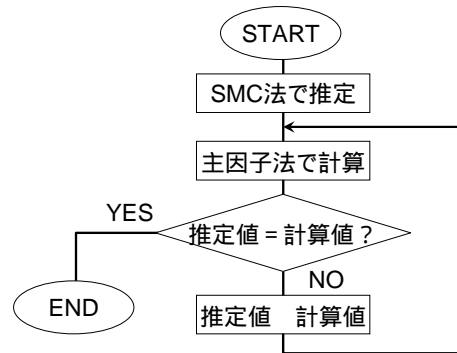 START
SMC法で推定
主因子法で計算
YES
推定値=計算値？
NO
END
推定値　計算値